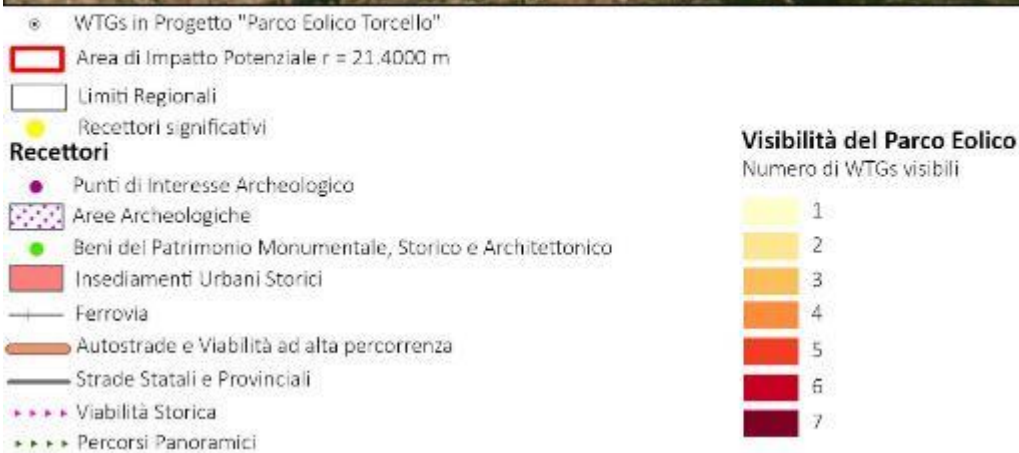 WTGs in Progetto "Parco Eolico Torcello"
Area di Impatto Potenziale r = 21.4000 m
Limiti Regionali
Recettori significativi
Recettori
Punti di Interesse Archeologico
Aree Archeologiche
Beni del Patrimonio Monumentale, Storico e Architettonico
Insediamenti Urbani Storici
Ferrovia
Autostrade e Viabilità ad alta percorrenza
Strade Statali e Provinciali
Viabilità Storica
Percorsi Panoramici
Visibilità del Parco Eolico
Numero di WTGs visibili
1
2
3
4
5
6
7